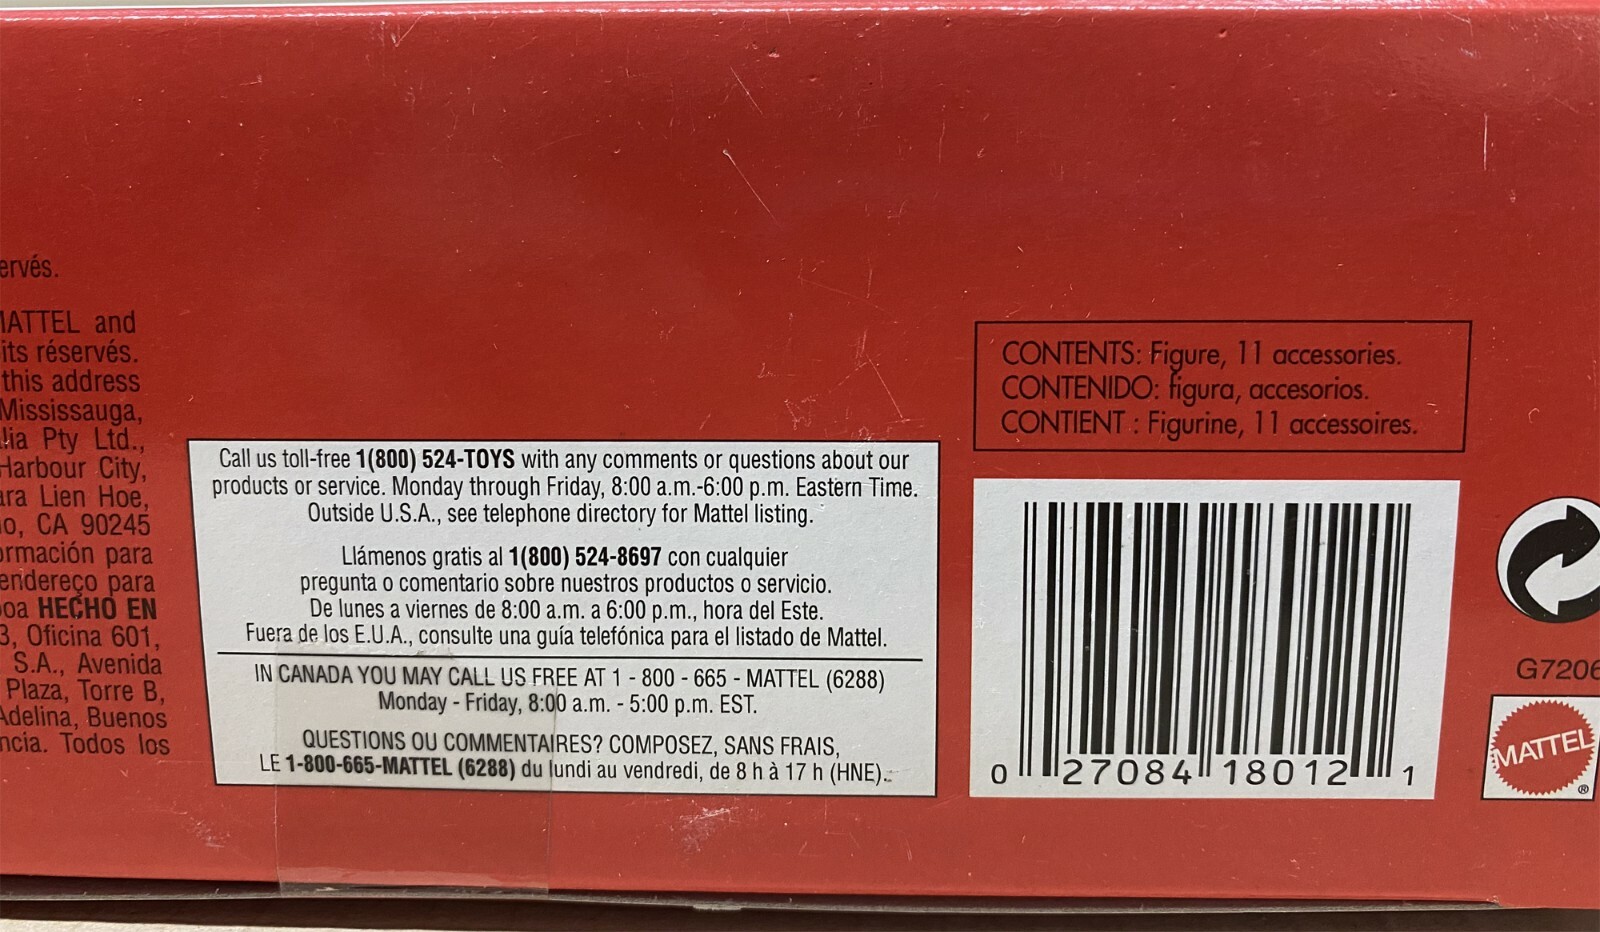 ervés.
MATTEL and
its réservés.
this address
Mississauga,
lia Pty Ltd.,
Harbour City,
ara Lien Hoe,
o, CA 90245
ormación para
endereço para
oa HECHO EN
3, Oficina 601,
S.A., Avenida
Plaza, Torre B,
Adelina, Buenos
ncia. Todos los
Call us toll-free 1(800) 524-TOYS with any comments or questions about our
products or service. Monday through Friday, 8:00 a.m.-6:00 p.m. Eastern Time.
Outside U.S.A., see telephone directory for Mattel listing.
Llámenos gratis al 1(800) 524-8697 con cualquier
pregunta o comentario sobre nuestros productos o servicio.
De lunes a viernes de 8:00 a.m. a 6:00 p.m., hora del Este.
Fuera de los E.U.A., consulte una guía telefónica para el listado de Mattel.
IN CANADA YOU MAY CALL US FREE AT 1 - 800 - 665 - MATTEL (6288)
Monday - Friday, 8:00 a.m. - 5:00 p.m. EST.
QUESTIONS OU COMMENTAIRES? COMPOSEZ, SANS FRAIS,
LE 1-800-665-MATTEL (6288) du lundi au vendredi, de 8 h à 17 h (HNE).
CONTENTS: Figure, 11 accessories.
CONTENIDO: figura, accesorios.
CONTIENT : Figurine, 11 accessoires.
0 27084 18012 1
G7206
MATTEL®